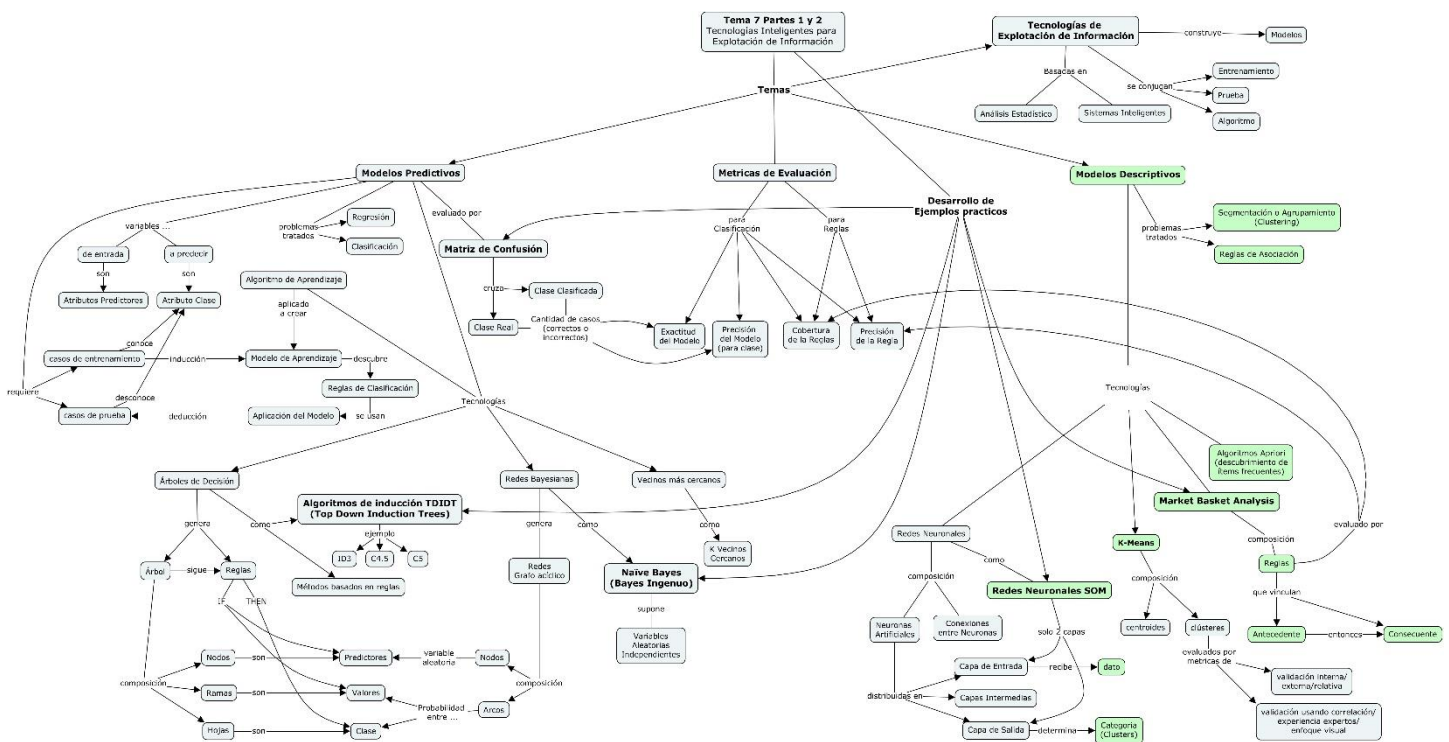 Tema 7 Partes 1 y 2
Tecnologías Inteligentes para
Explotación de Información
Tecnologías de
Explotación de Información
construye
Modelos
Basadas en
se conjugan
Entrenamiento
Prueba
Algoritmo
Análisis Estadístico
Sistemas Inteligentes
Temas
Modelos Predictivos
Metricas de Evaluación
Modelos Descriptivos
Desarrollo de
Ejemplos practicos
variables ...
problemas
tratados
Regresión
Clasificación
evaluado por
Matriz de Confusión
para
Clasificación
para
Reglas
problemas
tratados
Segmentación o Agrupamiento
(Clustering)
Reglas de Asociación
de entrada
a predecir
son
son
Atributos Predictores
Atributo Clase
Algoritmo de Aprendizaje
aplicado
a crear
cruza
Clase Clasificada
Clase Real
Cantidad de casos
(correctos o
incorrectos)
Exactitud
del Modelo
Precisión
del Modelo
(para clase)
Cobertura
de la Reglas
Precisión
de la Regla
conoce
casos de entrenamiento
inducción
Modelo de Aprendizaje
descubre
Reglas de Clasificación
requiere
desconoce
casos de prueba
deducción
Aplicación del Modelo
se usan
Tecnologías
Tecnologías
Árboles de Decisión
Algoritmos de inducción TDIDT
(Top Down Induction Trees)
Redes Bayesianas
Vecinos más cercanos
Algoritmos Apriori
(descubrimiento de
ítems frecuentes)
Market Basket Analysis
genera
como
ejemplo
ID3
C4.5
C5
genera
como
como
K Vecinos
Cercanos
Redes Neuronales
K-Means
composición
evaluado por
Árbol
sigue
Reglas
Métodos basados en reglas
Redes
Grafo acíclico
Naïve Bayes
(Bayes Ingenuo)
composición
como
Redes Neuronales SOM
composición
Reglas
IF
THEN
supone
Variables
Aleatorias
Independientes
Neuronas
Artificiales
Conexiones
entre Neuronas
solo 2 capas
centroides
clústeres
que vinculan
Antecedente
entonces
Consecuente
composición
Nodos
son
Predictores
variable
aleatoria
Nodos
composición
evaluados por
metricas de
Ramas
son
Valores
Probabilidad
entre ...
Arcos
Hojas
son
Clase
distribuidas en
Capa de Entrada
recibe
dato
Capas Intermedias
Capa de Salida
determina
Categoria
(Clusters)
validación interna/
externa/relativa
validación usando correlación/
experiencia expertos/
enfoque visual